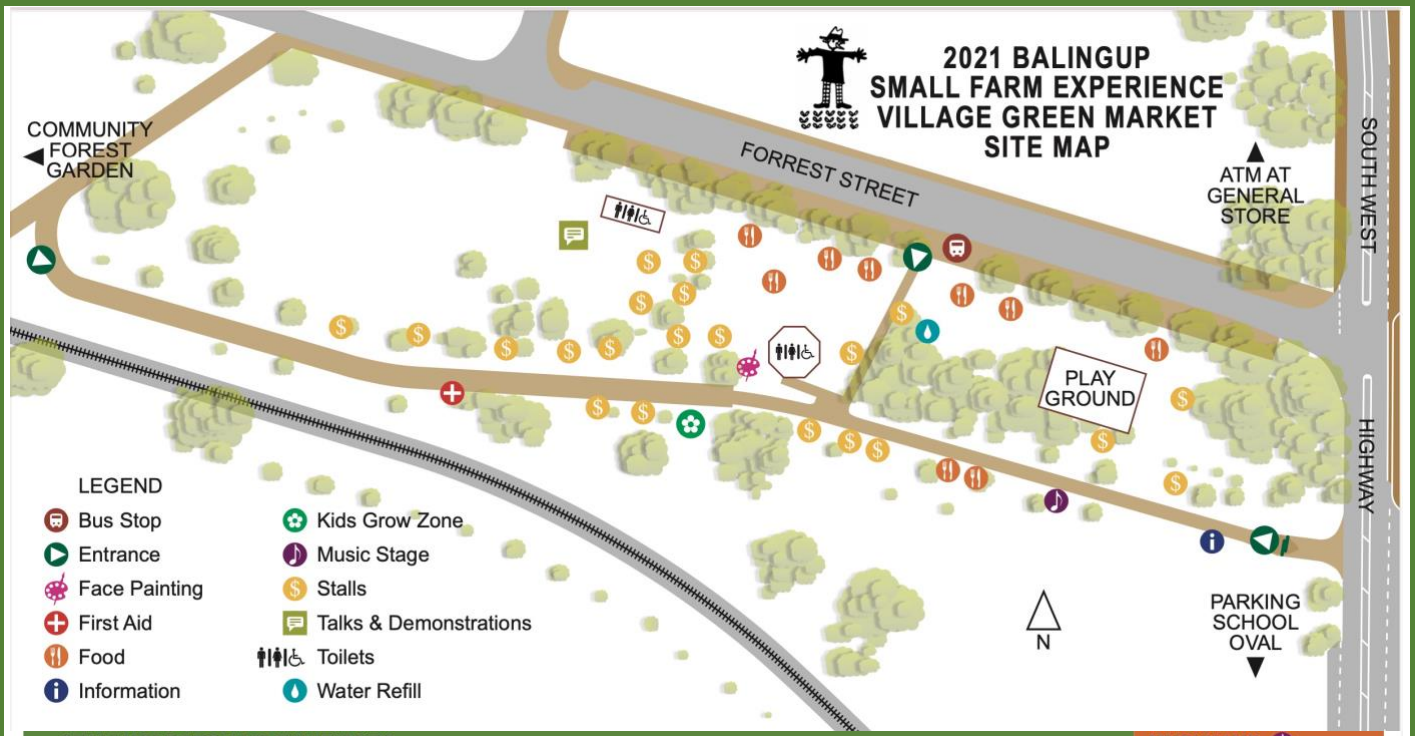 2021 BALINGUP
SMALL FARM EXPERIENCE
VILLAGE GREEN MARKET
SITE MAP
COMMUNITY
FOREST
GARDEN
FORREST STREET
ATM AT
GENERAL
STORE
SOUTH WEST
HIGHWAY
PLAY
GROUND
PARKING
SCHOOL
OVAL
N
LEGEND
Bus Stop
Entrance
Face Painting
First Aid
Food
Information
Kids Grow Zone
Music Stage
Stalls
Talks & Demonstrations
Toilets
Water Refill